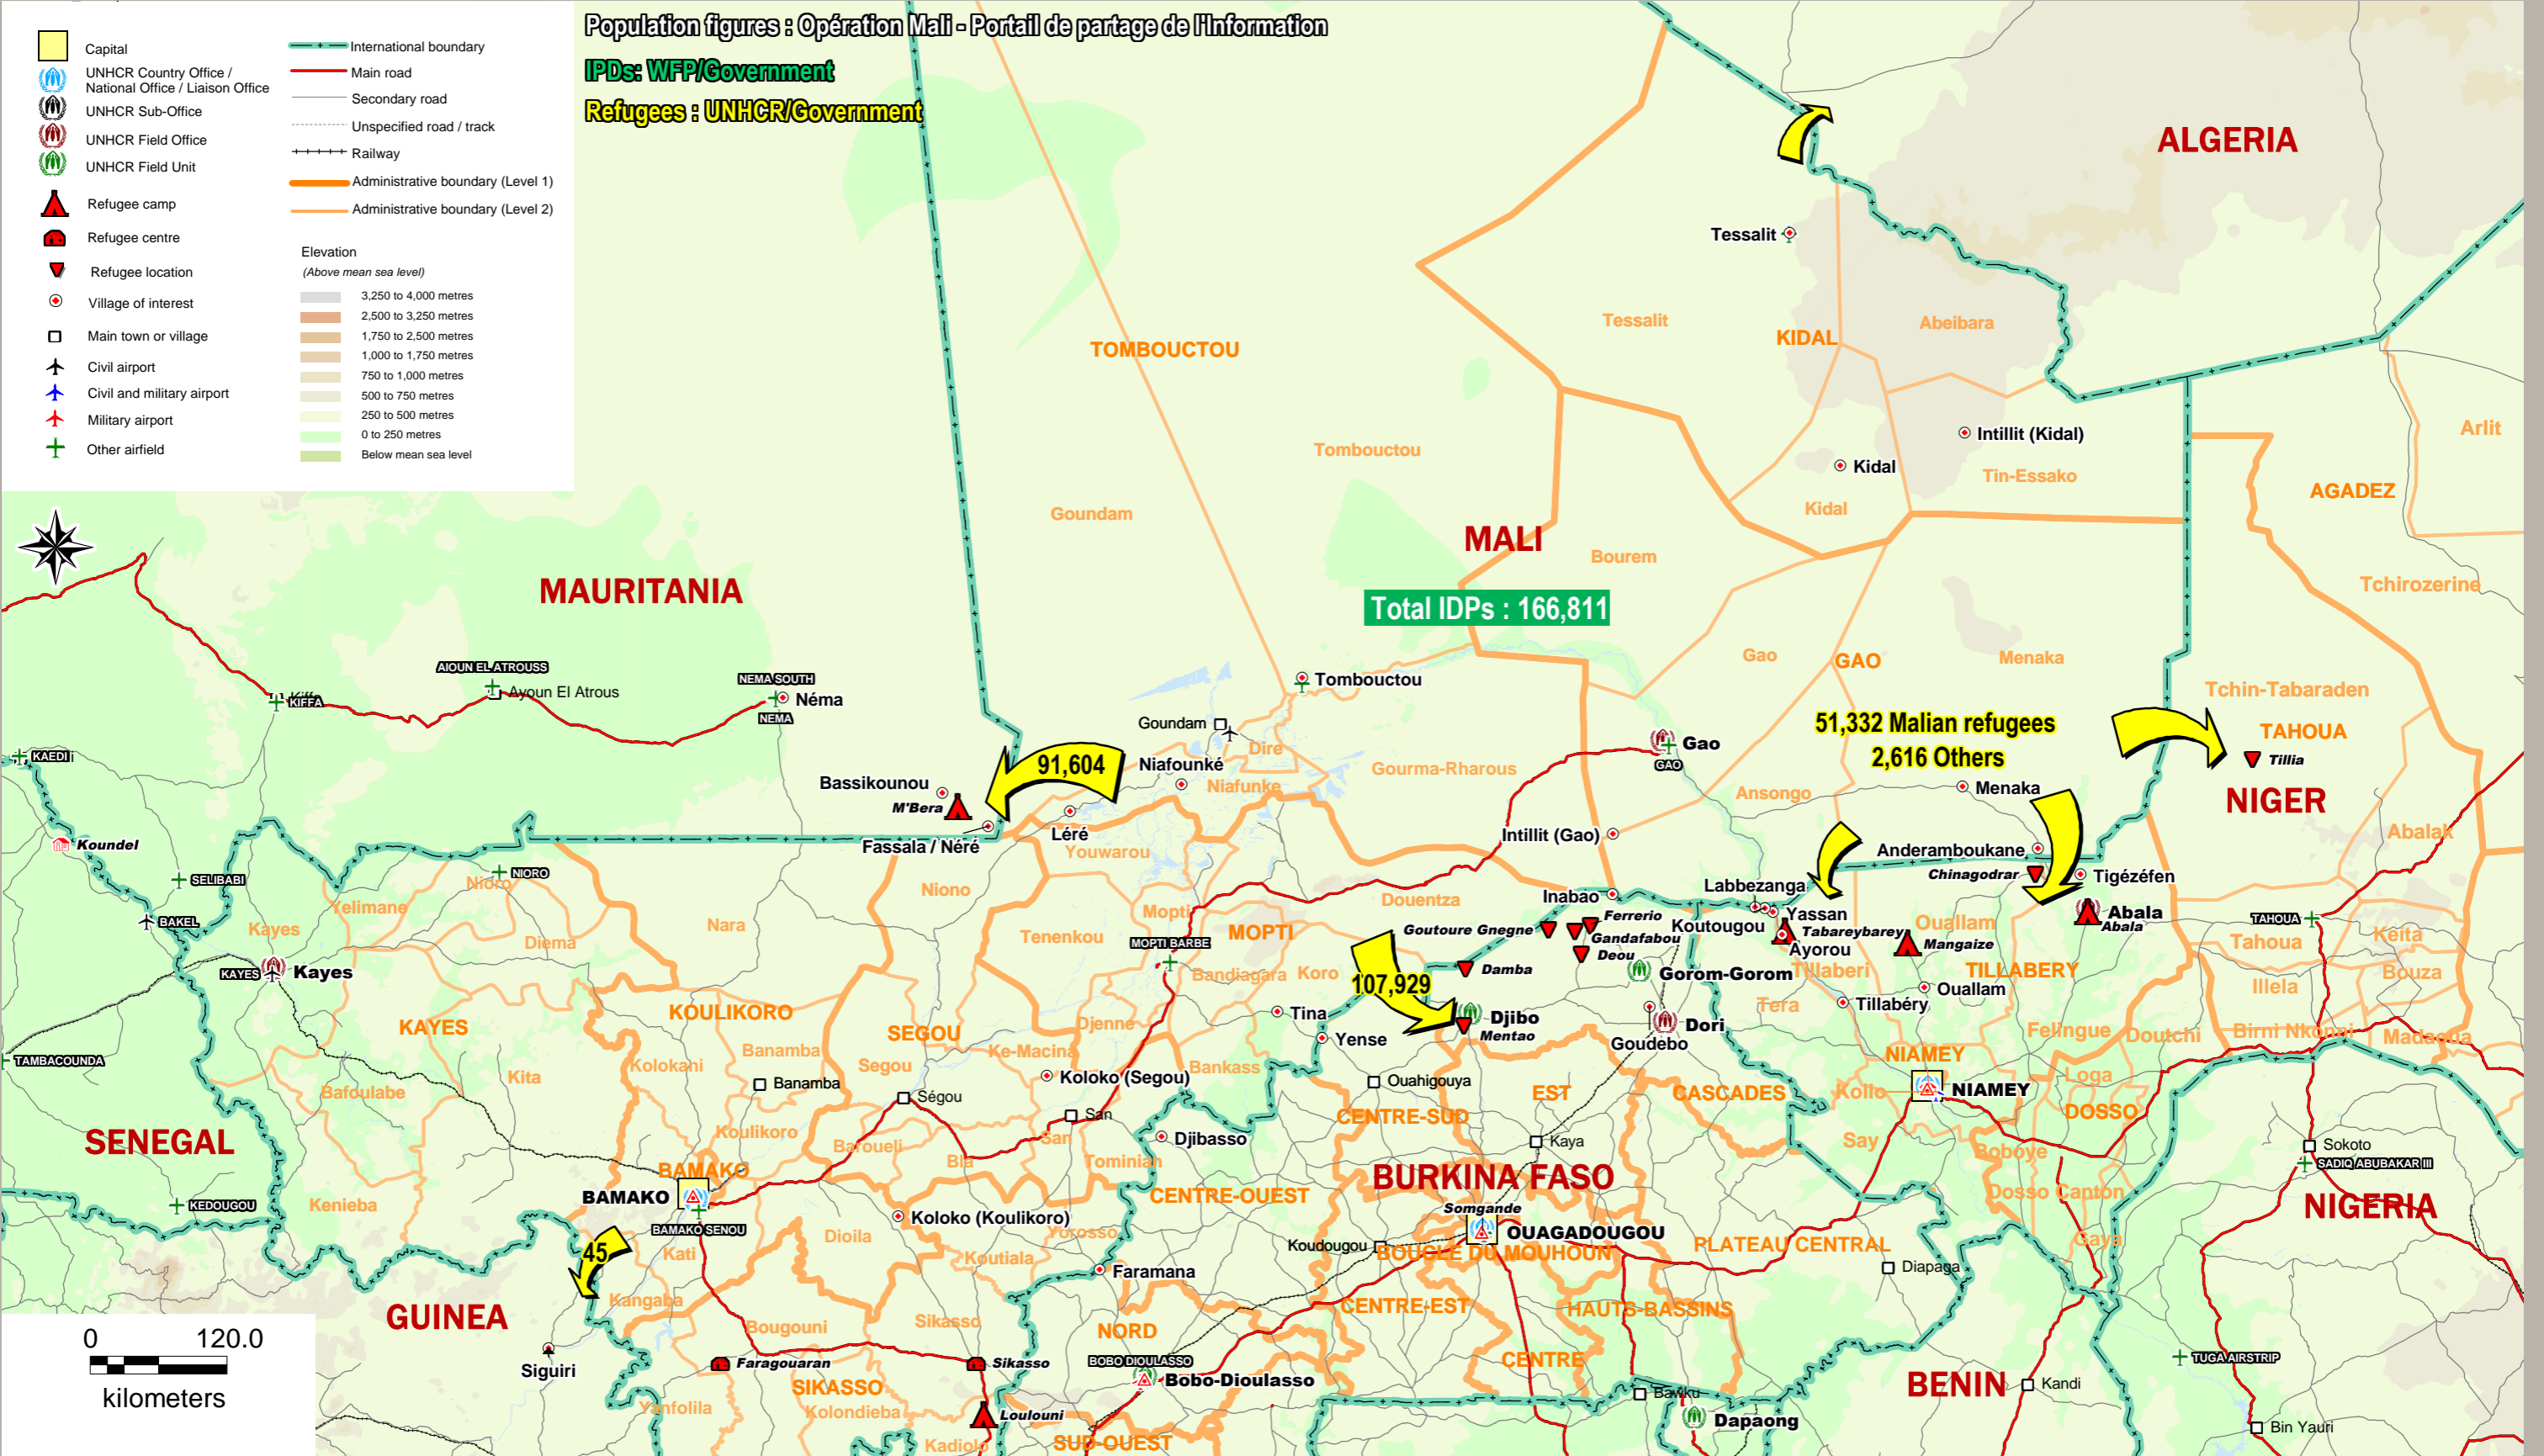 Population figures : Opération Mali - Portail de partage de l'Information
IPDs: WFP/Government
Refugees : UNHCR/Government
Capital
UNHCR Country Office /
National Office / Liaison Office
UNHCR Sub-Office
UNHCR Field Office
UNHCR Field Unit
Refugee camp
Refugee centre
Refugee location
Village of interest
Main town or village
Civil airport
Civil and military airport
Military airport
Other airfield
International boundary
Main road
Secondary road
Unspecified road / track
Railway
Administrative boundary (Level 1)
Administrative boundary (Level 2)
Elevation
(Above mean sea level)
3,250 to 4,000 metres
2,500 to 3,250 metres
1,750 to 2,500 metres
1,000 to 1,750 metres
750 to 1,000 metres
500 to 750 metres
250 to 500 metres
0 to 250 metres
Below mean sea level
ALGERIA
Tessalit
Tessalit
KIDAL
Abeibara
TOMBOUCTOU
Arlit
Intillit (Kidal)
Tombouctou
Kidal
Tin-Essako
AGADEZ
Kidal
Goundam
MALI
Bourem
Tchirozerine
MAURITANIA
Total IDPs : 166,811
Gao
GAO
Menaka
AIOUN EL ATROUSS
Ayoun El Atrous
NEMA SOUTH
Néma
NEMA
Tombouctou
Tchin-Tabaraden
Kiffa
KIFFA
Goundam
51,332 Malian refugees
2,616 Others
TAHOUA
Dire
Gao
GAO
Tillia
KAEDI
91,604
Niafounké
Gourma-Rharous
Bassikounou
M'Bera
Niafunke
Ansongo
Menaka
NIGER
Koundel
Fassala / Néré
Léré
Intillit (Gao)
Abalak
Youwarou
Anderamboukane
Chinagodrar
Tigézéfen
SELIBABI
Nioro
NIORO
Niono
Labbezanga
Inabao
Douentza
Yelimane
Mopti
Ferrerio
Yassan
Abala
Abala
BAKEL
Kayes
Nara
Goutoure Gnegne
Gandafabou
Koutougou
Tabareybarey
Ouallam
TAHOUA
Diema
Tenenkou
MOPTI BARBE
MOPTI
Deou
Ayorou
Mangaize
Tahoua
Keita
KAYES
Kayes
Bandiagara
Koro
Damba
Gorom-Gorom
Tillaberi
TILLABERY
Bouza
107,929
Ouallam
Illela
KOULIKORO
Tina
Djibo
Mentao
Tera
Tillabéry
KAYES
SEGOU
Djenne
Yense
Dori
Goudebo
Felingue
Doutchi
Birni Nkonni
Madaoua
TAMBACOUNDA
Kolokani
Banamba
Ke-Macina
Segou
Bankass
NIAMEY
Bafoulabe
Kita
Banamba
Koloko (Segou)
Ouahigouya
EST
CASCADES
Kollo
NIAMEY
Loga
Ségou
San
CENTRE-SUD
DOSSO
SENEGAL
Koulikoro
Baroueli
San
Djibasso
Kaya
Say
Boboye
Sokoto
SADIQ ABUBAKAR III
Bla
Tominian
BAMAKO
BAMAKO
BURKINA FASO
Kenieba
KEDOUGOU
CENTRE-OUEST
Somgande
Dosso Canton
NIGERIA
BAMAKO SENOU
Koloko (Koulikoro)
OUAGADOUGOU
Yorosso
Dioila
45
Kati
Koutiala
Koudougou
BOUCLE DU MOUHOUN
PLATEAU CENTRAL
Gaya
Faramana
Diapaga
Kangaba
GUINEA
CENTRE-EST
HAUTS-BASSINS
Bougouni
Sikasso
NORD
0 120.0
kilometers
Siguiri
Faragouaran
Sikasso
BOBO DIOULASSO
Bobo-Dioulasso
CENTRE
TUGA AIRSTRIP
SIKASSO
BENIN
Kandi
Bawku
Yanfolila
Kolondieba
Loulouni
Dapaong
Bin Yauri
Kadiolo
SUD-OUEST